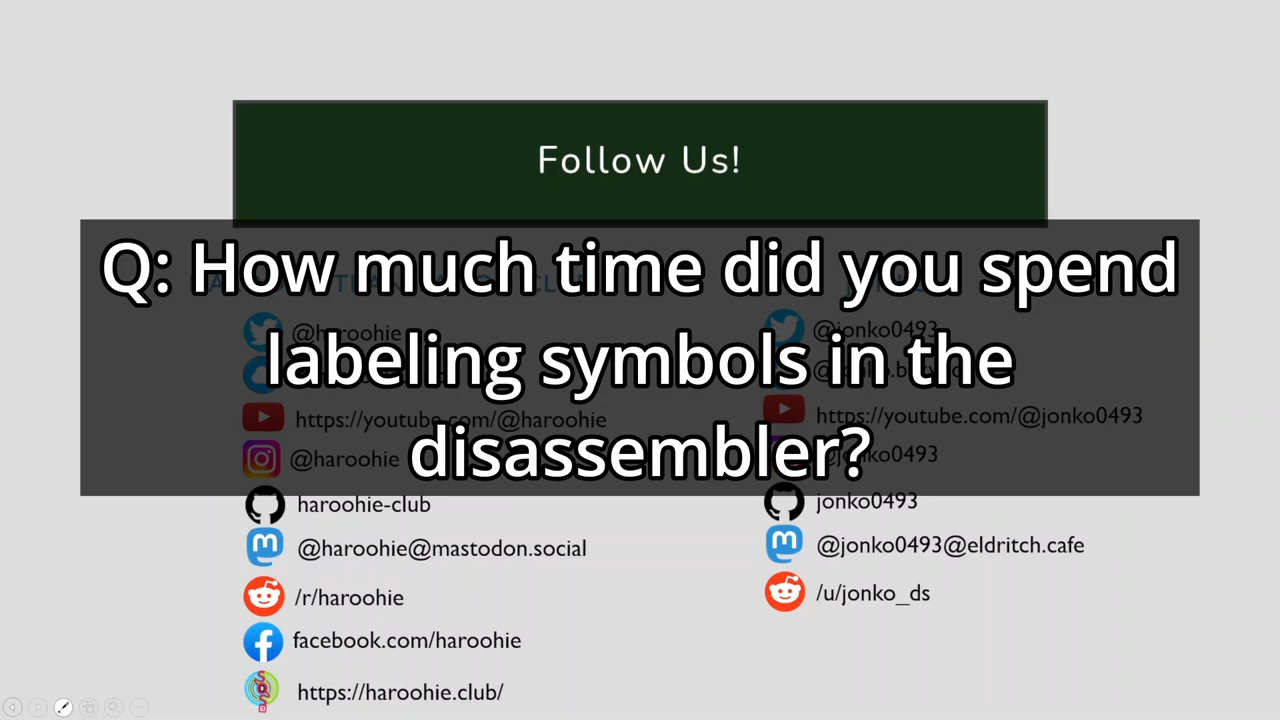 Follow Us!
Q: How much time did you spend
labeling symbols in the
disassembler?
@haroohie
https://youtube.com/@haroohie
@haroohie
haroohie-club
@haroohie@mastodon.social
/r/haroohie
facebook.com/haroohie
https://haroohie.club/
@jonko0493
https://youtube.com/@jonko0493
@jonko0493
jonko0493
@jonko0493@eldritch.cafe
/u/jonko_ds